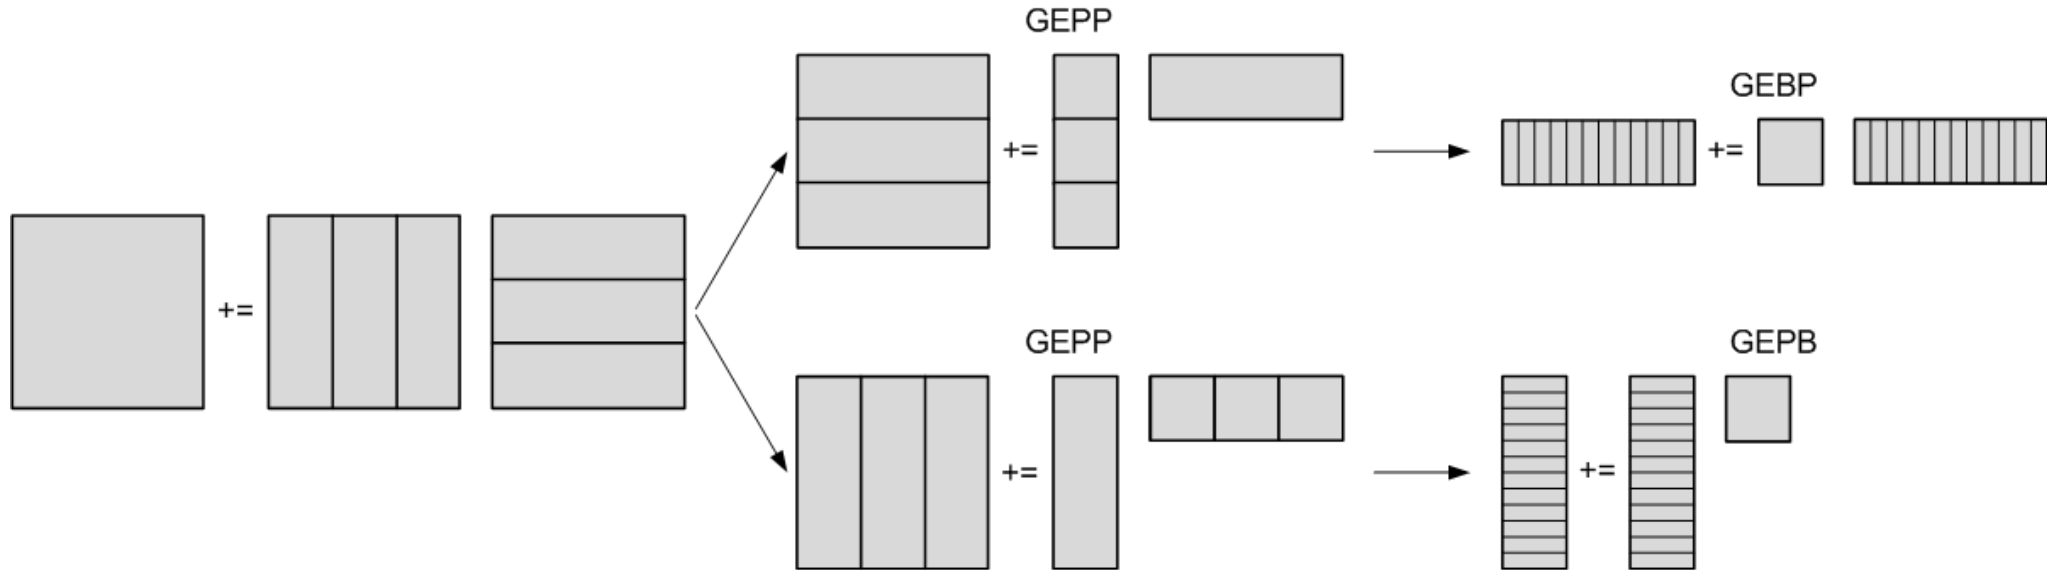 GEPP
GEBP
+=
+=
+=
GEPP
GEPB
+=
+=